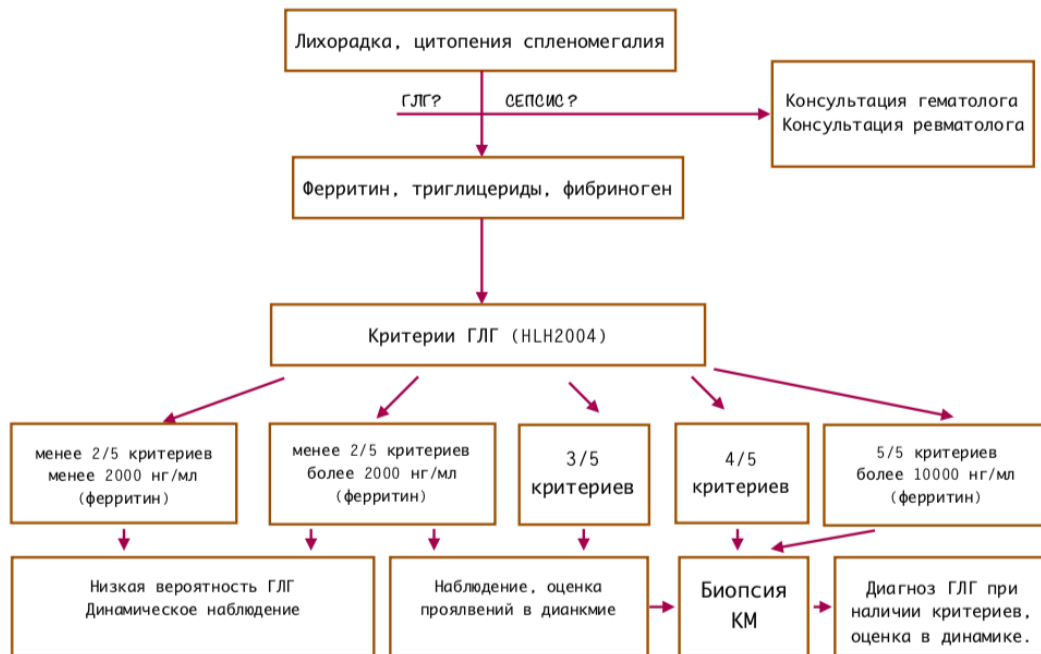 Лихорадка, цитопения спленомегалия
ГЛГ?
СЕПСИС?
Консультация гематолога
Консультация ревматолога
Ферритин, триглицериды, фибриноген
Критерии ГЛГ (HLH2004)
менее 2/5 критериев
менее 2000 нг/мл
(ферритин)
менее 2/5 критериев
более 2000 нг/мл
(ферритин)
3/5
критериев
4/5
критериев
5/5 критериев
более 10000 нг/мл
(ферритин)
Низкая вероятность ГЛГ
Динамическое наблюдение
Наблюдение, оценка
проялвений в дианкмие
Биопсия
КМ
Диагноз ГЛГ при
наличии критериев,
оценка в динамике.